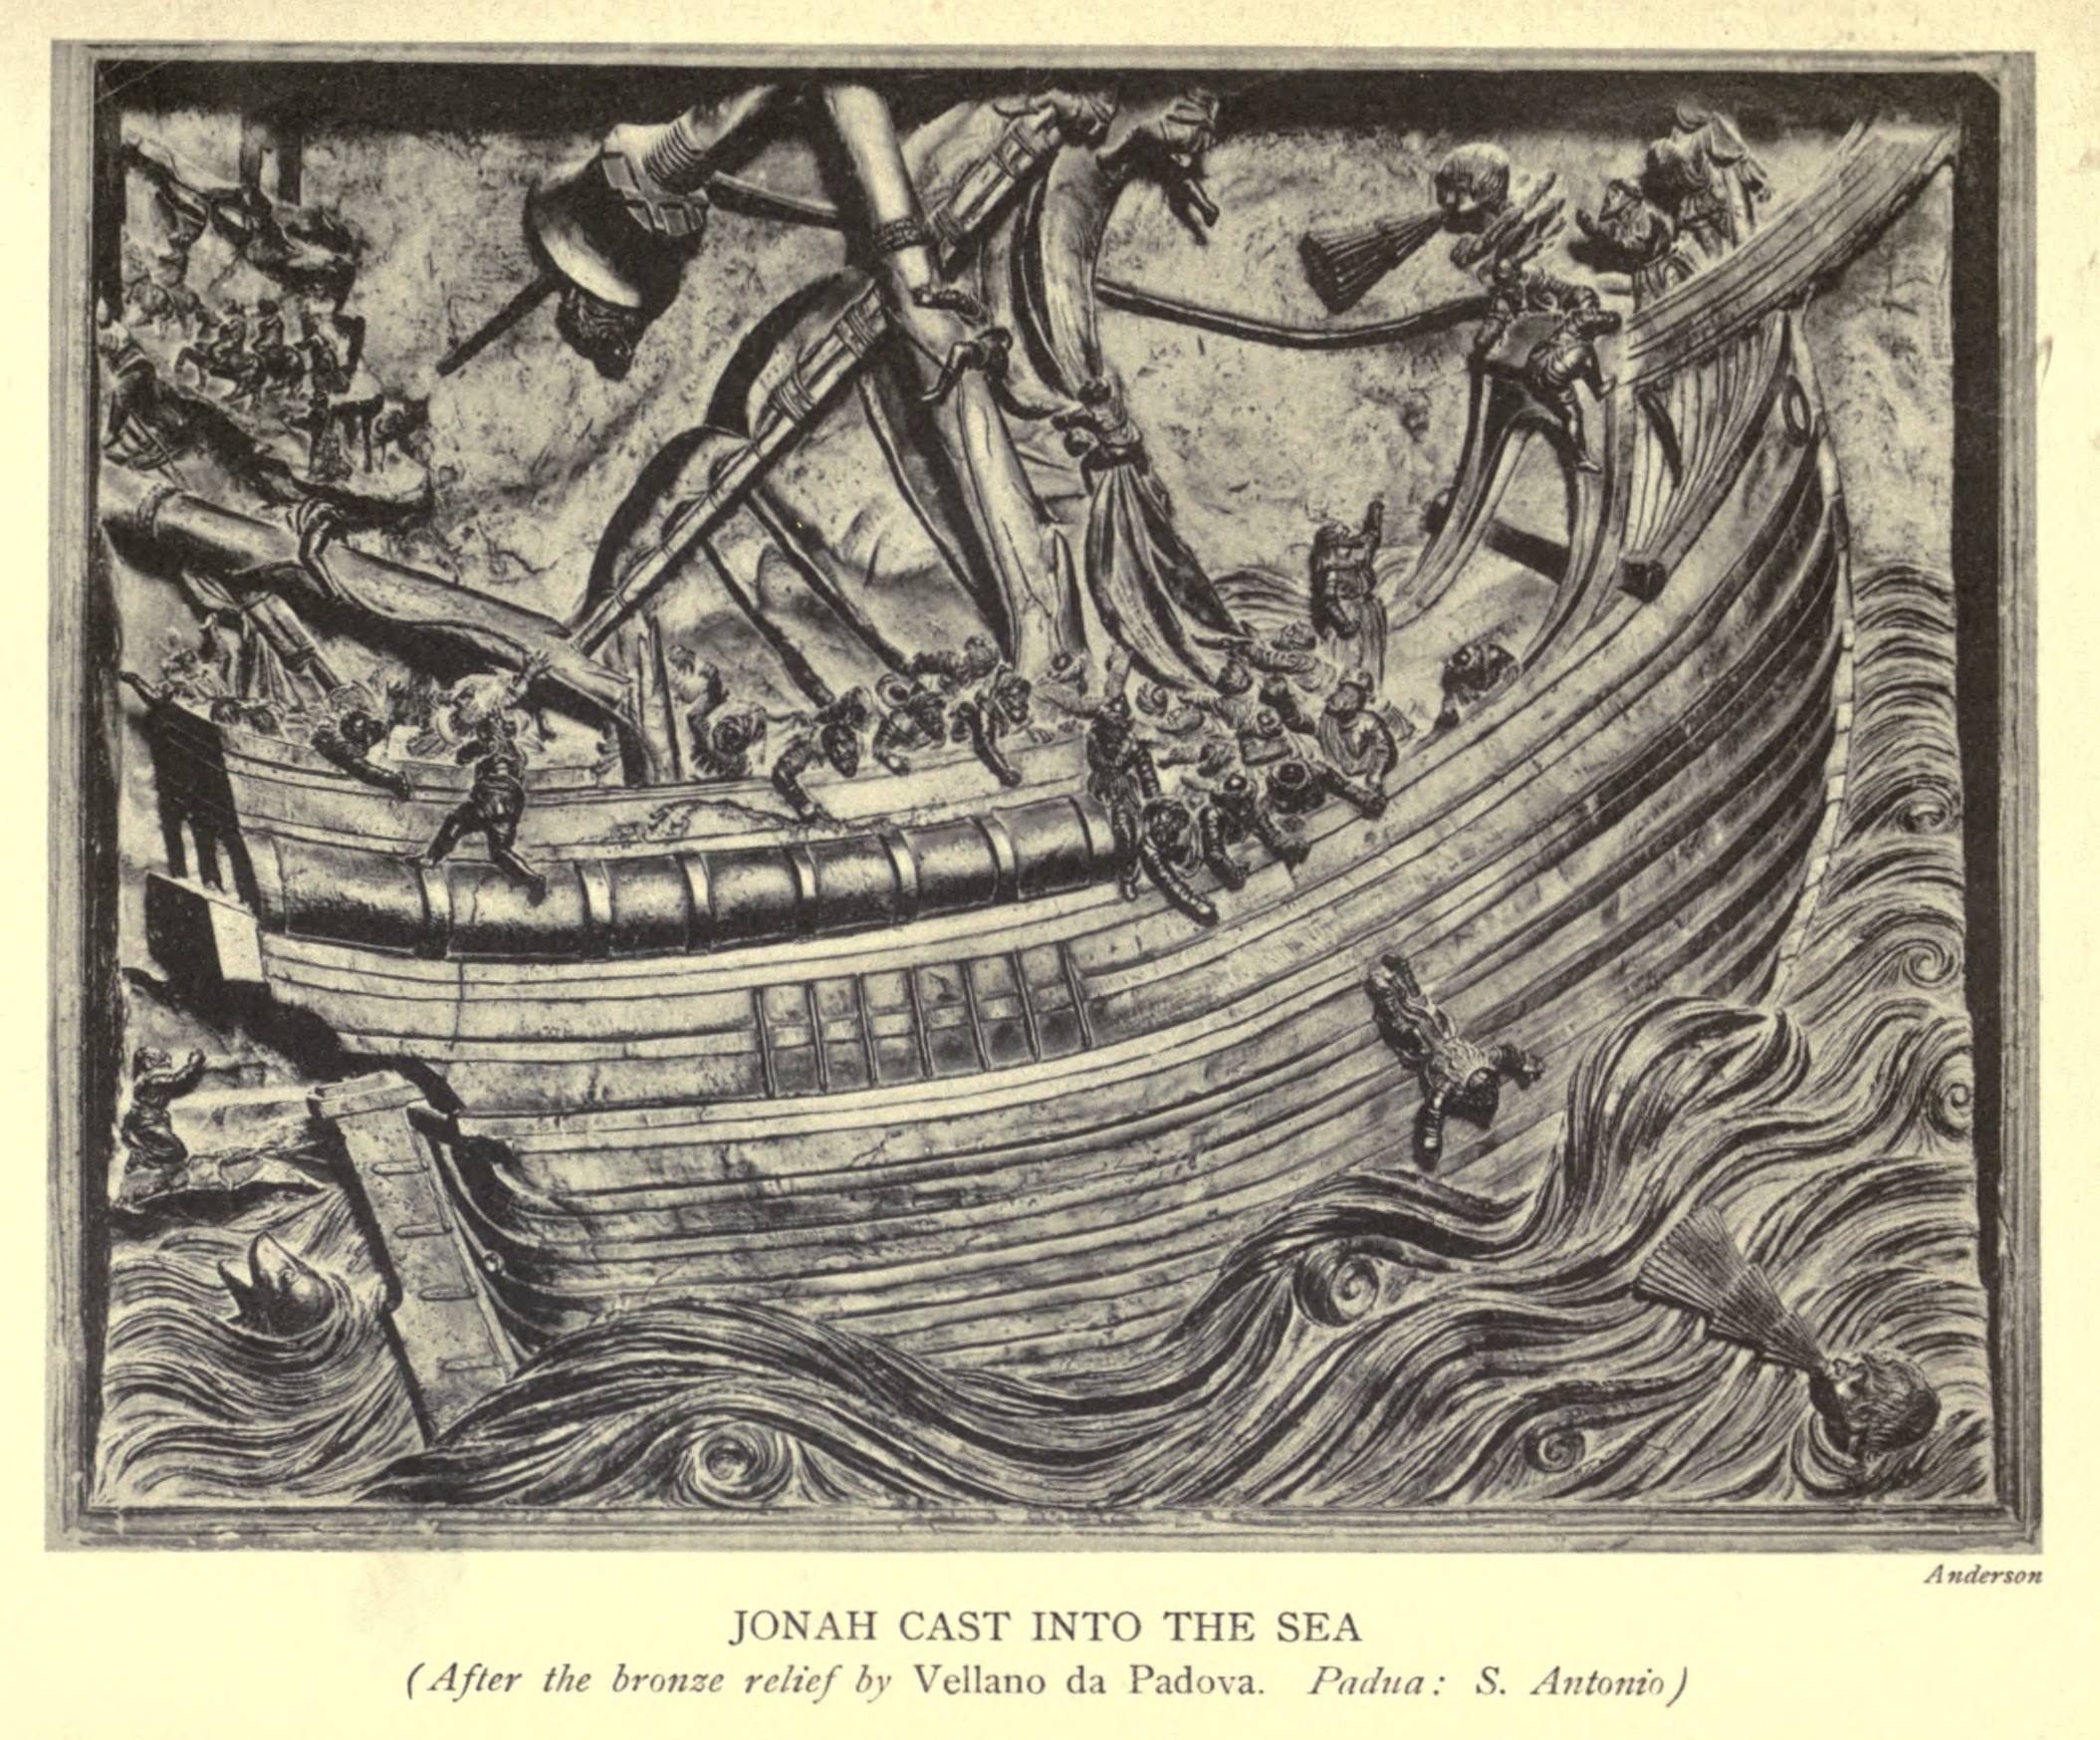 Anderson
JONAH CAST INTO THE SEA
(After the bronze relief by Vellano da Padova. Padua: S. Antonio)